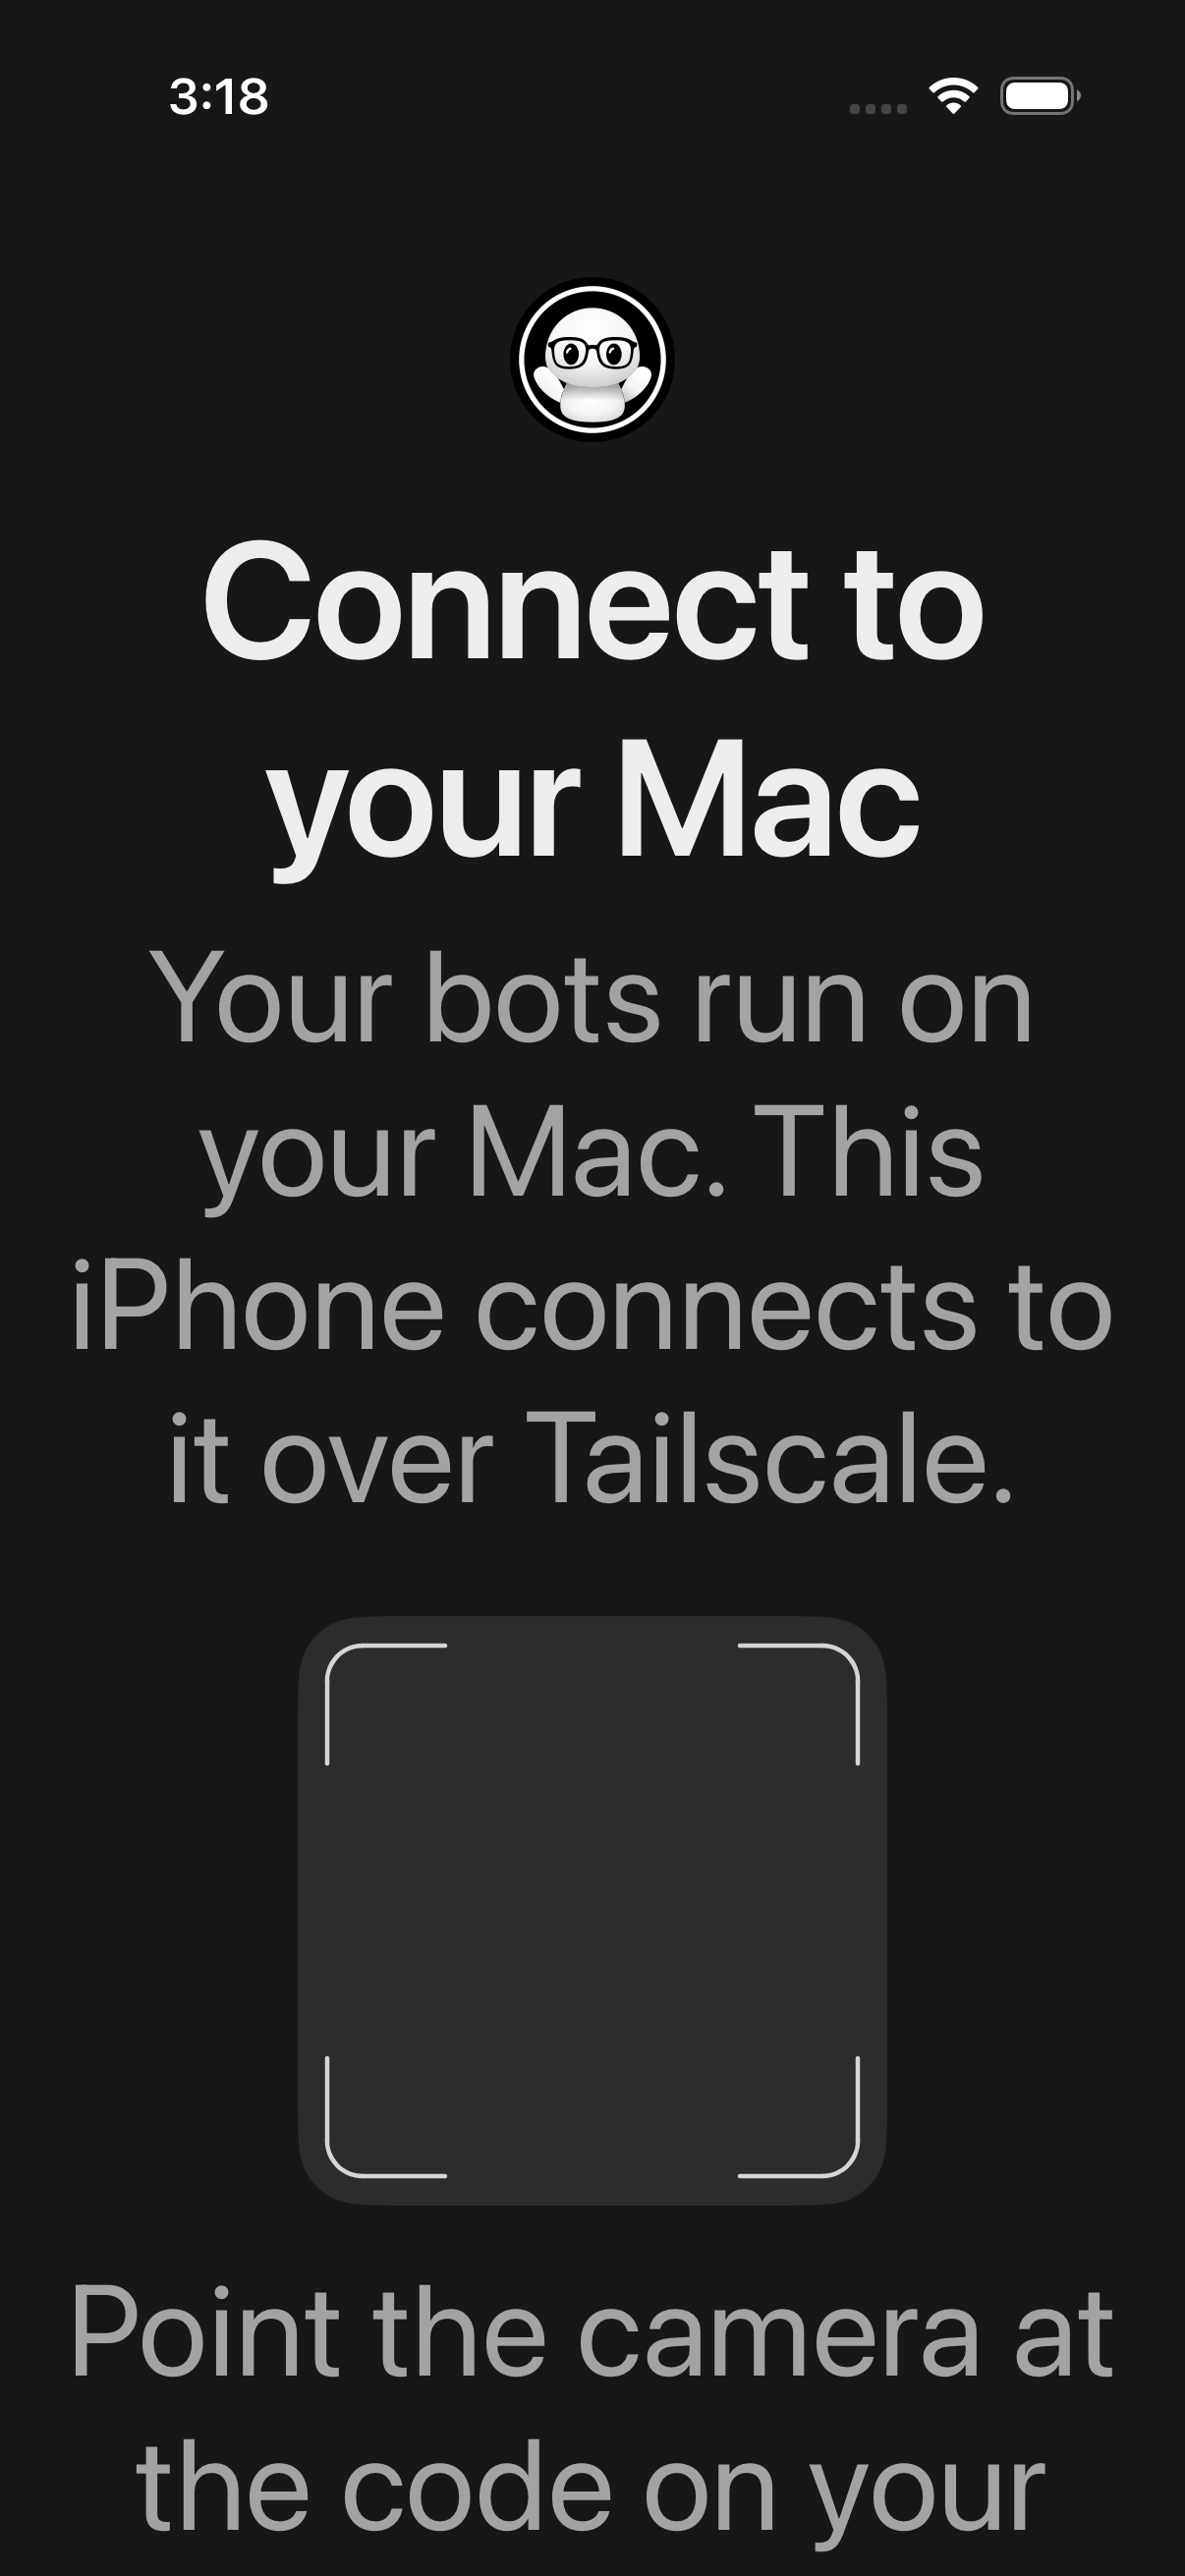 3:18
Connect to
your Mac
Your bots run on
your Mac. This
iPhone connects to
it over Tailscale.
Point the camera at
the code on your